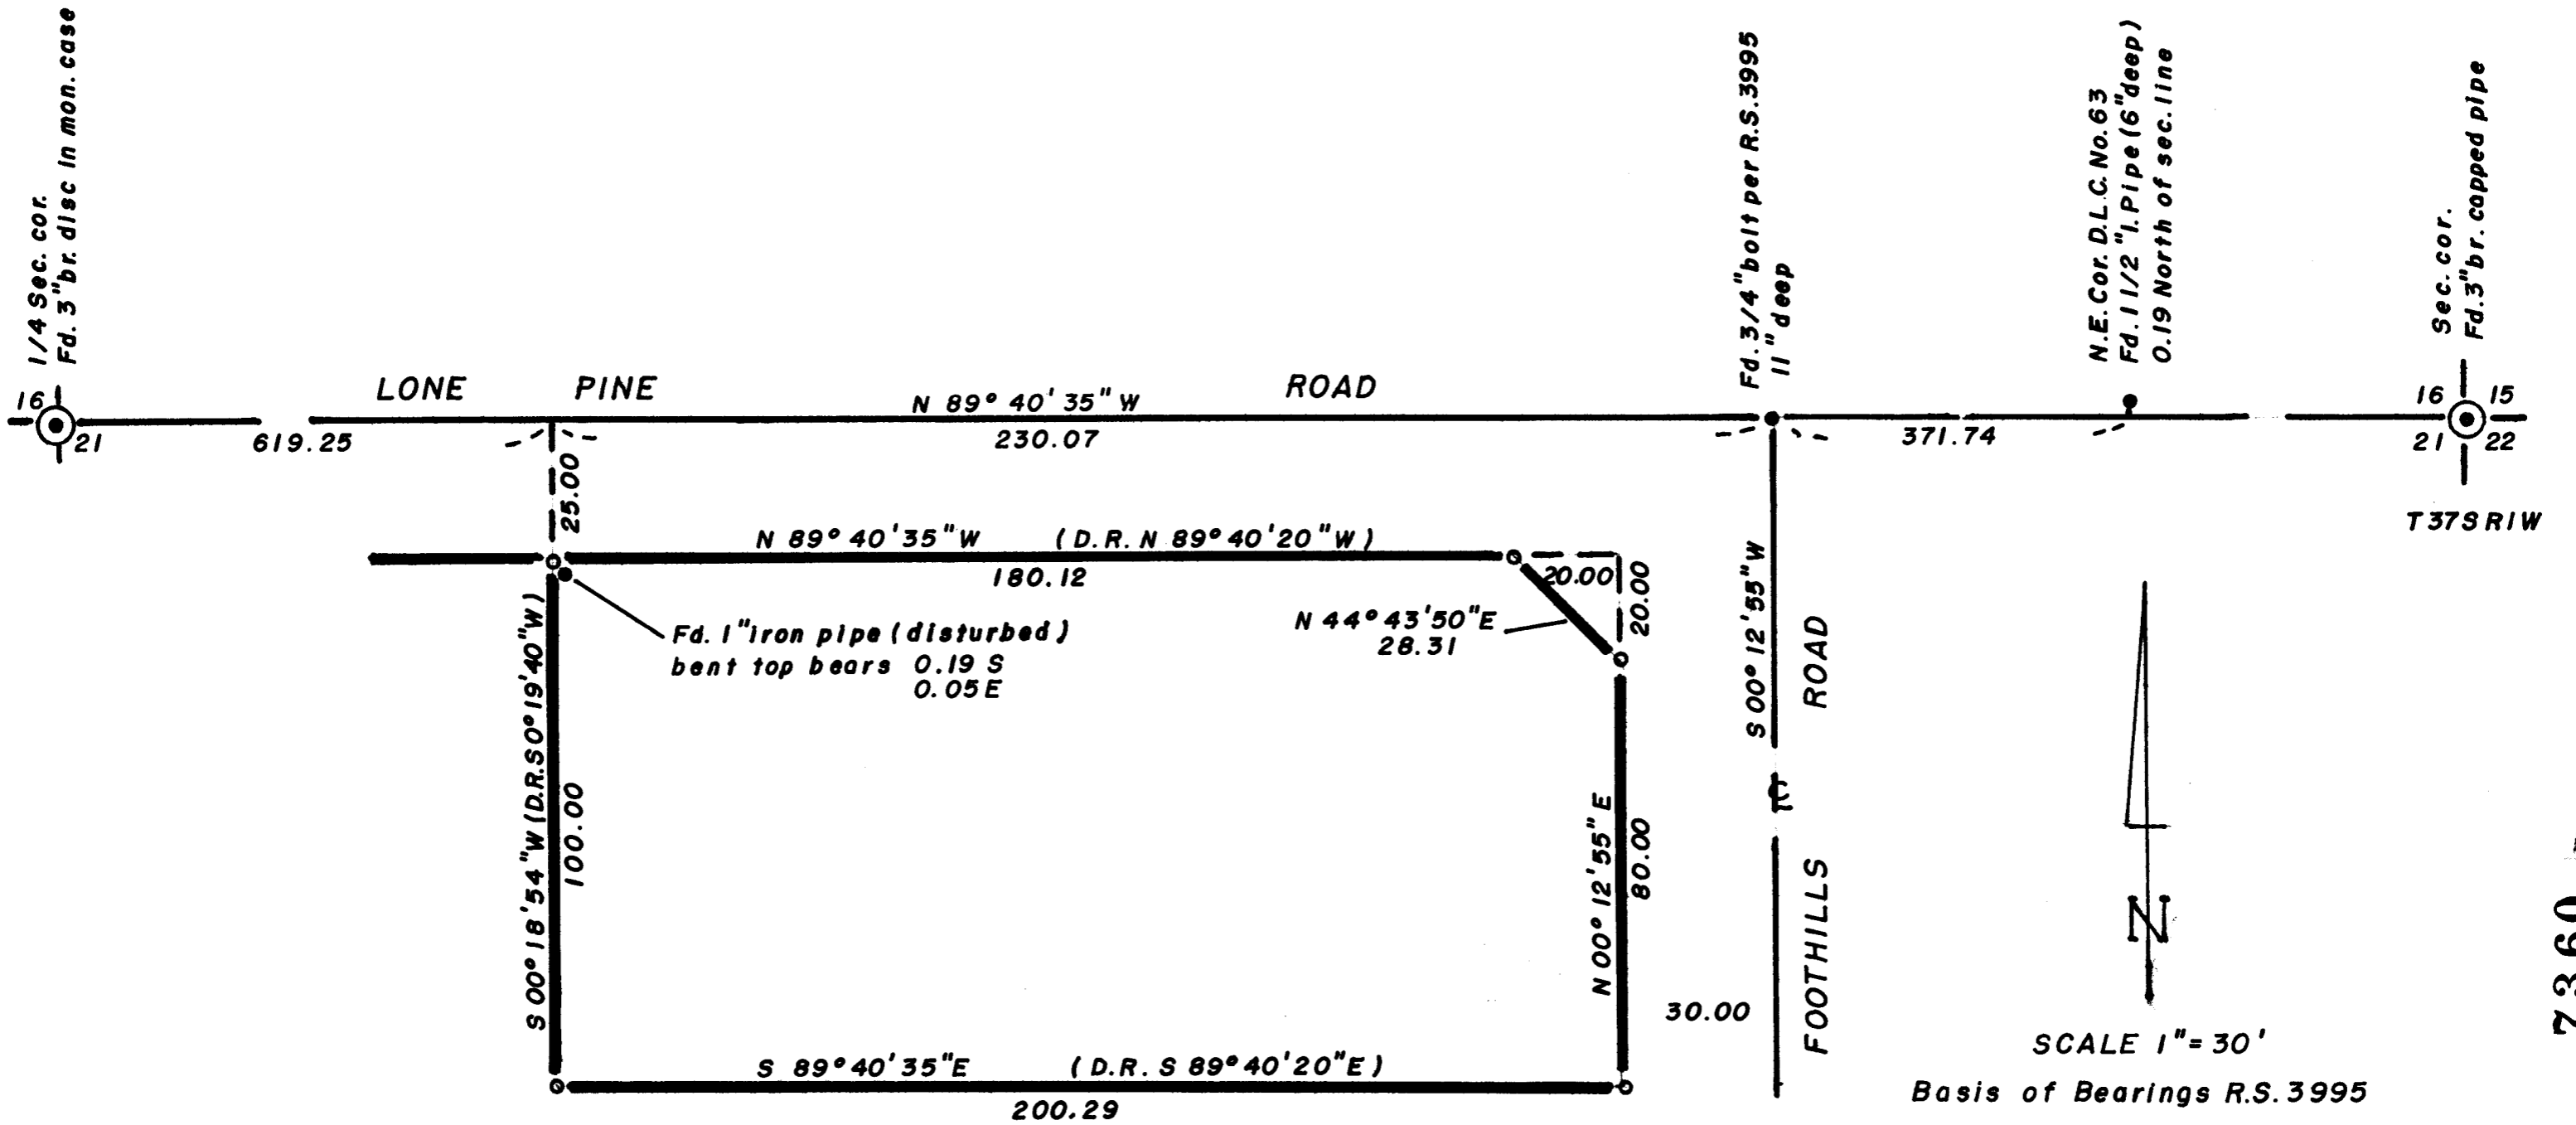 1/4 Sec. cor.
Fd. 3" br. disc in mon. case
Fd. 3/4" bolt per R.S. 3995
11" deep
N.E. Cor. D.L.C. No. 63
Fd. 1 1/2" I. Pipe (6" deep)
0.19 North of sec. line
Sec. cor.
Fd. 3" br. capped pipe
LONE PINE ROAD
16
N 89° 40' 35" W
16 15
21
619.25
230.07
371.74
21 22
25.00
T37SR1W
N 89° 40' 35" W (D.R. N 89° 40' 20" W)
180.12
20.00
20.00
Fd. 1" iron pipe (disturbed)
bent top bears 0.19 S
0.05 E
N 44° 43' 50" E
28.31
S 00° 12' 55" W
S 00° 18' 54" W (D.R. S 0° 19' 40" W)
100.00
N 00° 12' 55" E
80.00
FOOTHILLS ROAD
℄
30.00
N
S 89° 40' 35" E (D.R. S 89° 40' 20" E)
200.29
SCALE 1" = 30'
Basis of Bearings R.S. 3995
7360